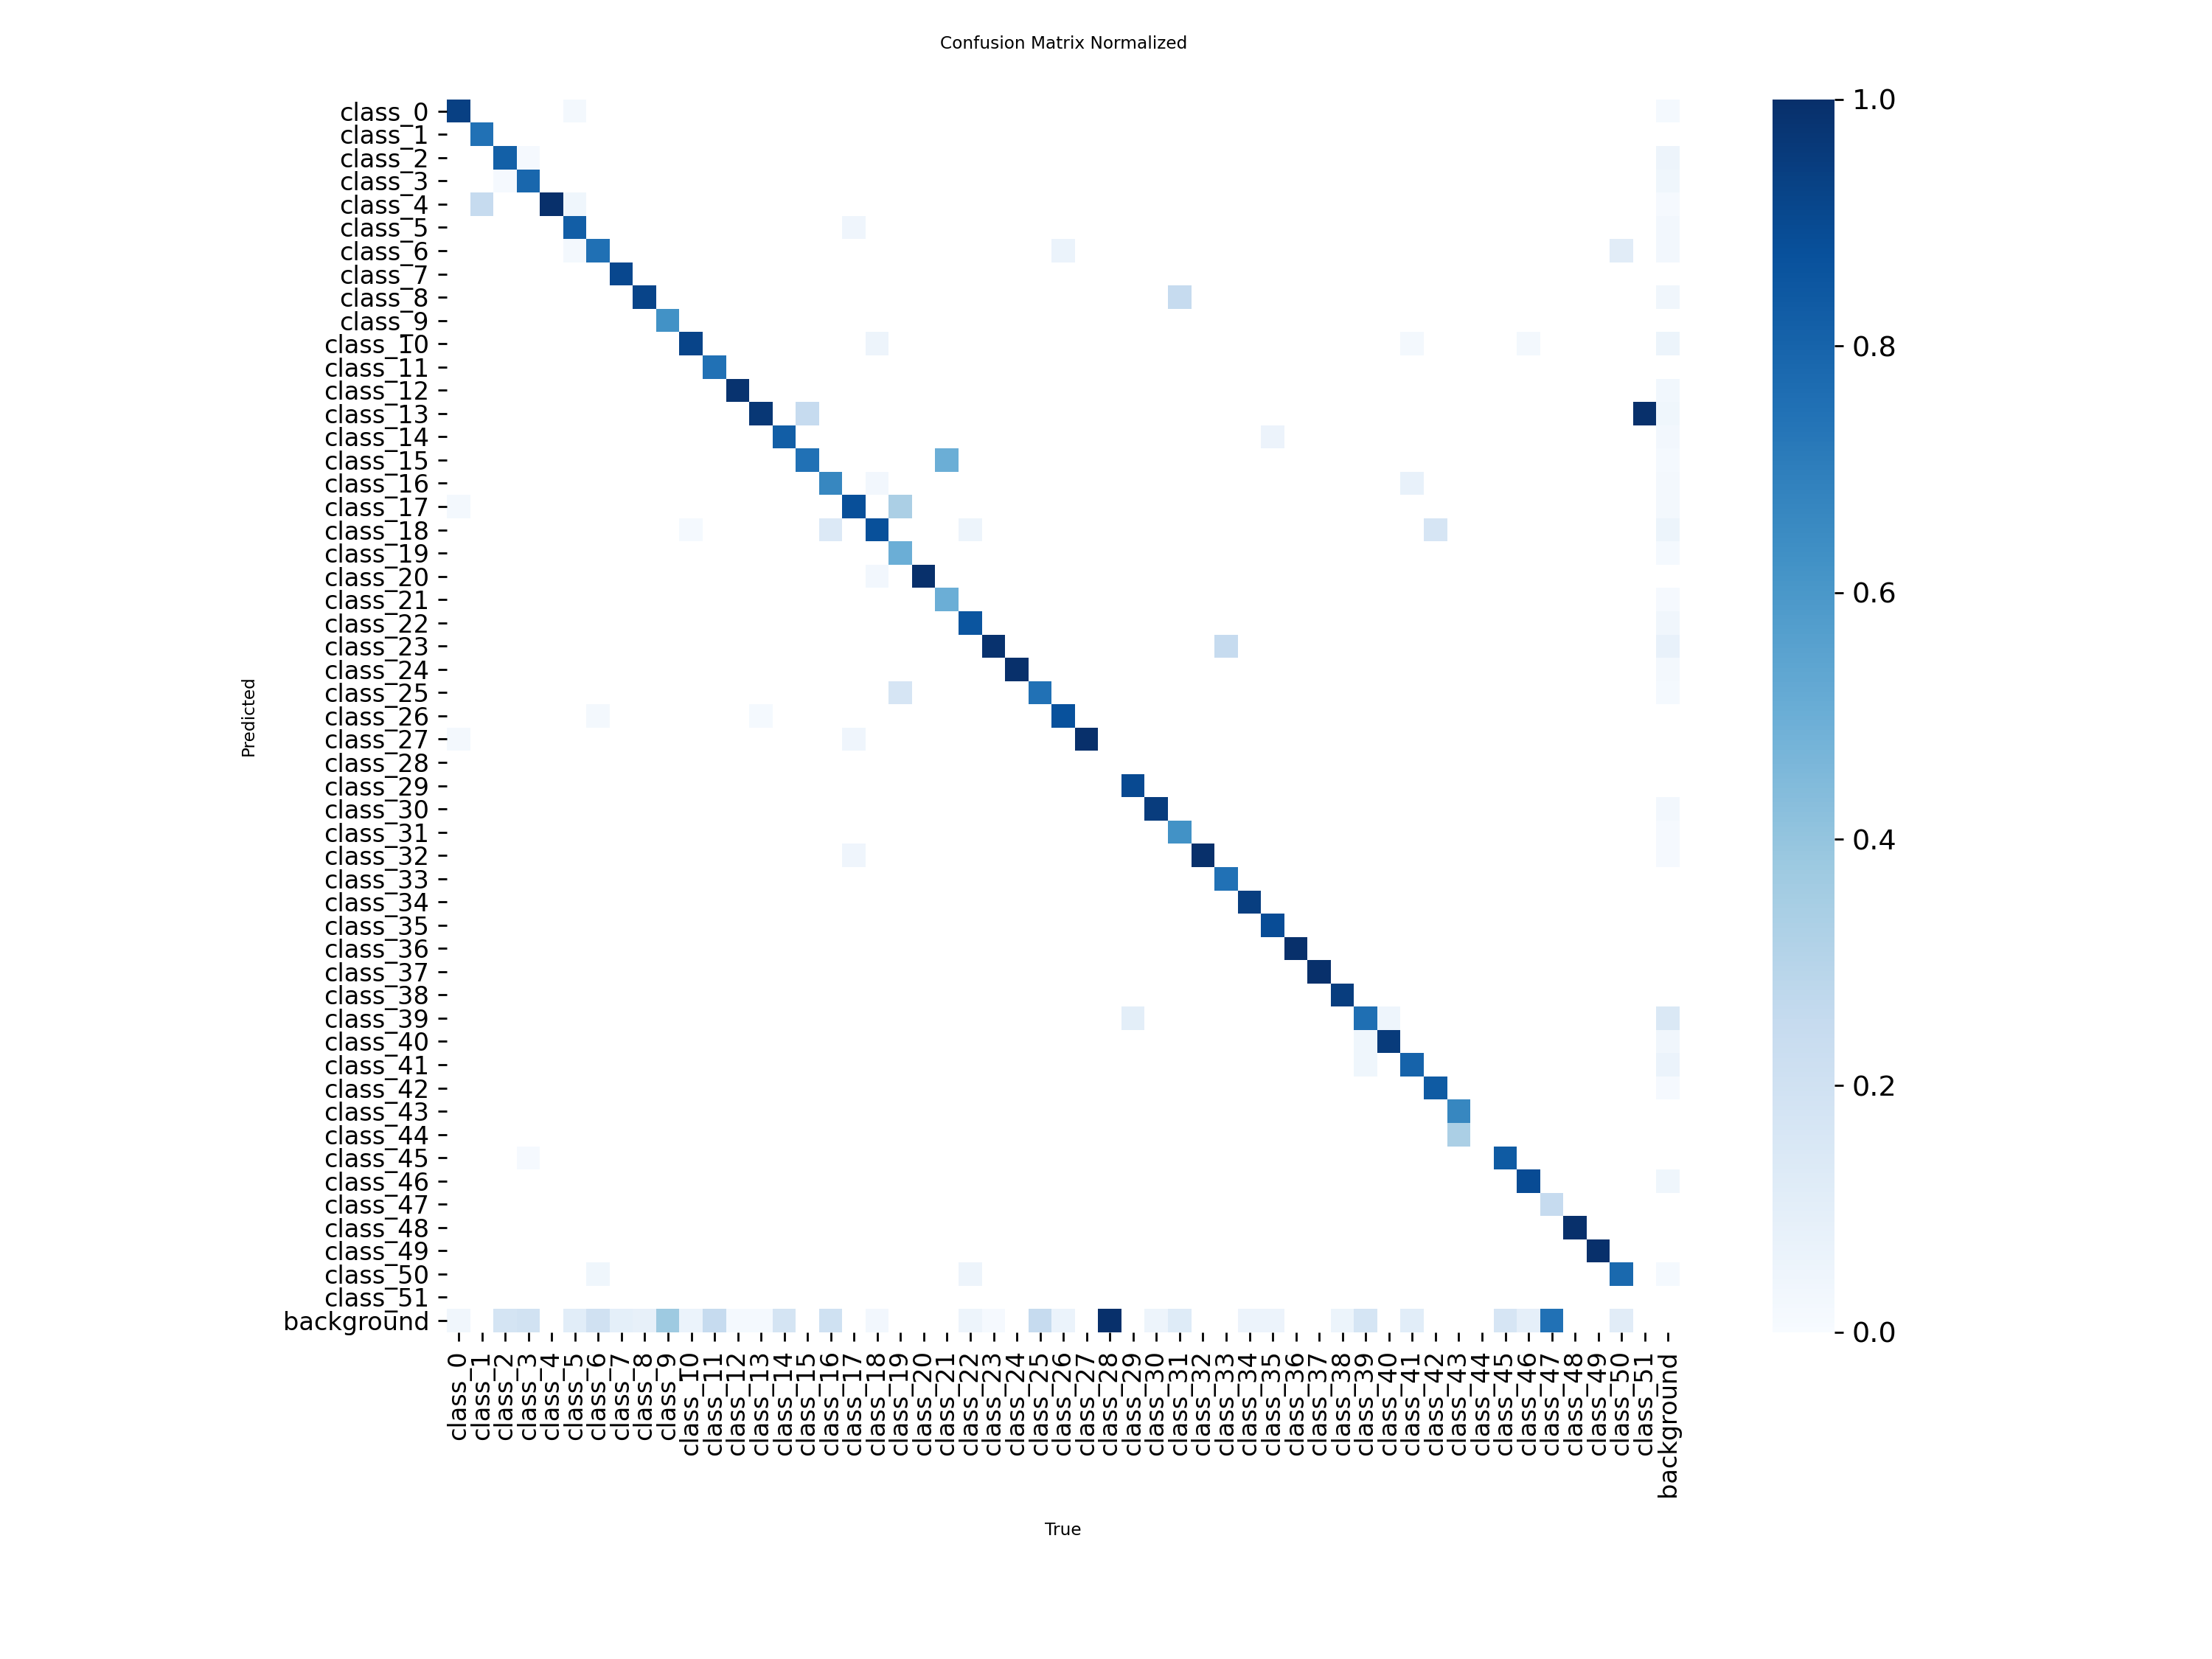 Confusion Matrix Normalized
class_0
class_1
class_2
class_3
class_4
class_5
class_6
class_7
class_8
class_9
class_10
class_11
class_12
class_13
class_14
class_15
class_16
class_17
class_18
class_19
class_20
class_21
class_22
class_23
class_24
class_25
class_26
class_27
class_28
class_29
class_30
class_31
class_32
class_33
class_34
class_35
class_36
class_37
class_38
class_39
class_40
class_41
class_42
class_43
class_44
class_45
class_46
class_47
class_48
class_49
class_50
class_51
background
Predicted
class_0
class_1
class_2
class_3
class_4
class_5
class_6
class_7
class_8
class_9
class_10
class_11
class_12
class_13
class_14
class_15
class_16
class_17
class_18
class_19
class_20
class_21
class_22
class_23
class_24
class_25
class_26
class_27
class_28
class_29
class_30
class_31
class_32
class_33
class_34
class_35
class_36
class_37
class_38
class_39
class_40
class_41
class_42
class_43
class_44
class_45
class_46
class_47
class_48
class_49
class_50
class_51
background
True
1.0
0.8
0.6
0.4
0.2
0.0